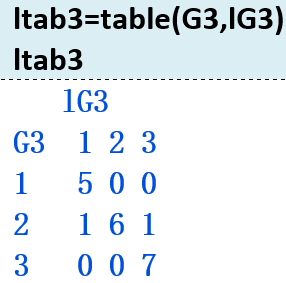 ltab3=table(G3,lG3)
ltab3
lG3
G3 1 2 3
1 5 0 0
2 1 6 1
3 0 0 7